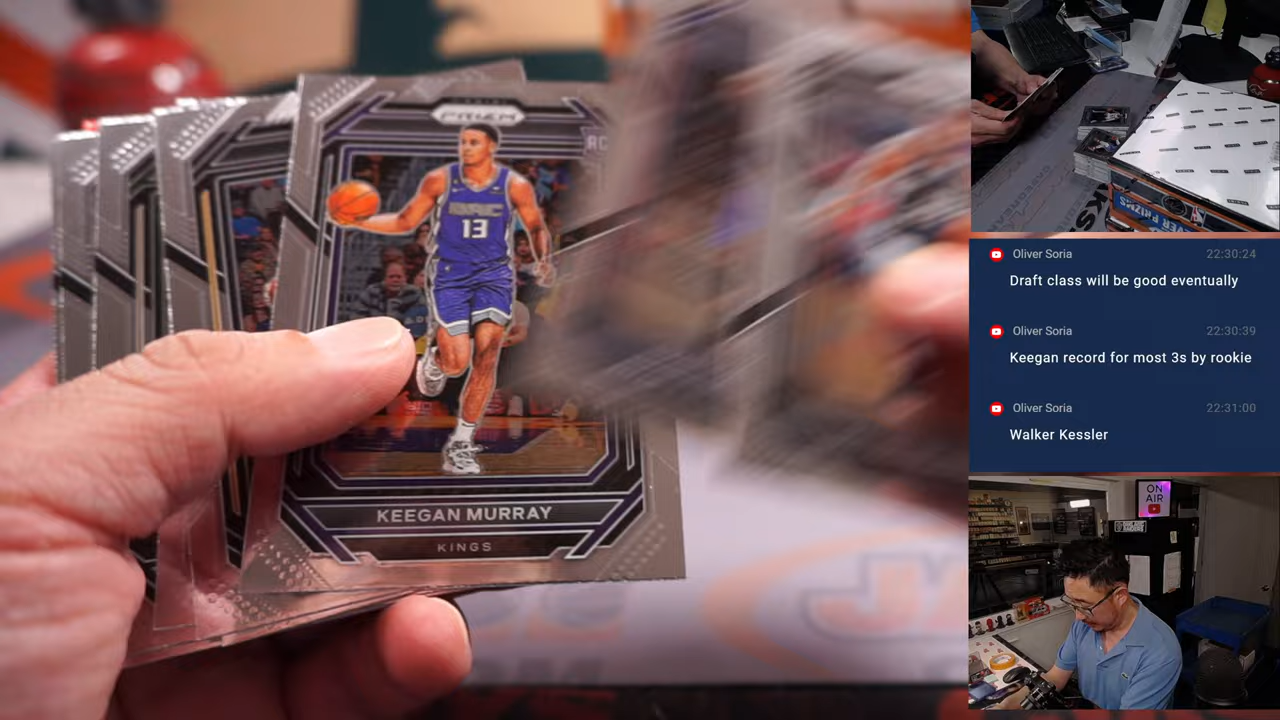 PRIZM
RC
13
KEEGAN MURRAY
KINGS
Oliver Soria 22:30:24
Draft class will be good eventually
Oliver Soria 22:30:39
Keegan record for most 3s by rookie
Oliver Soria 22:31:00
Walker Kessler
ON
AIR